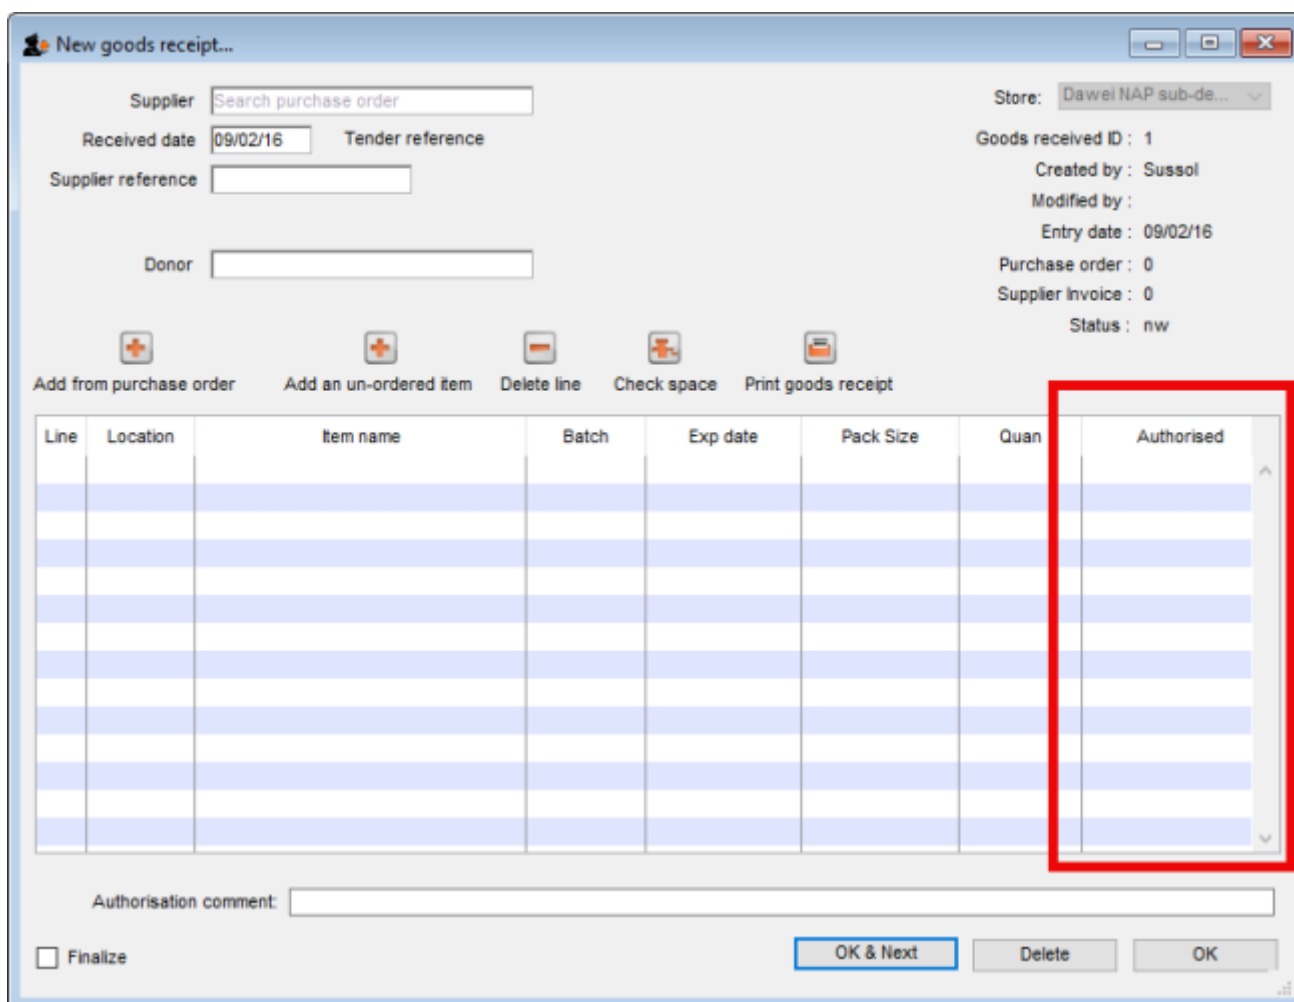 New goods receipt...
Supplier Search purchase order
Store: Dawei NAP sub-de...
Received date 09/02/16 Tender reference
Goods received ID : 1
Supplier reference
Created by : Sussol
Modified by :
Entry date : 09/02/16
Donor
Purchase order : 0
Supplier Invoice : 0
Status : nw
Add from purchase order Add an un-ordered item Delete line Check space Print goods receipt
Line Location Item name Batch Exp date Pack Size Quan Authorised
Authorisation comment:
Finalize OK & Next Delete OK